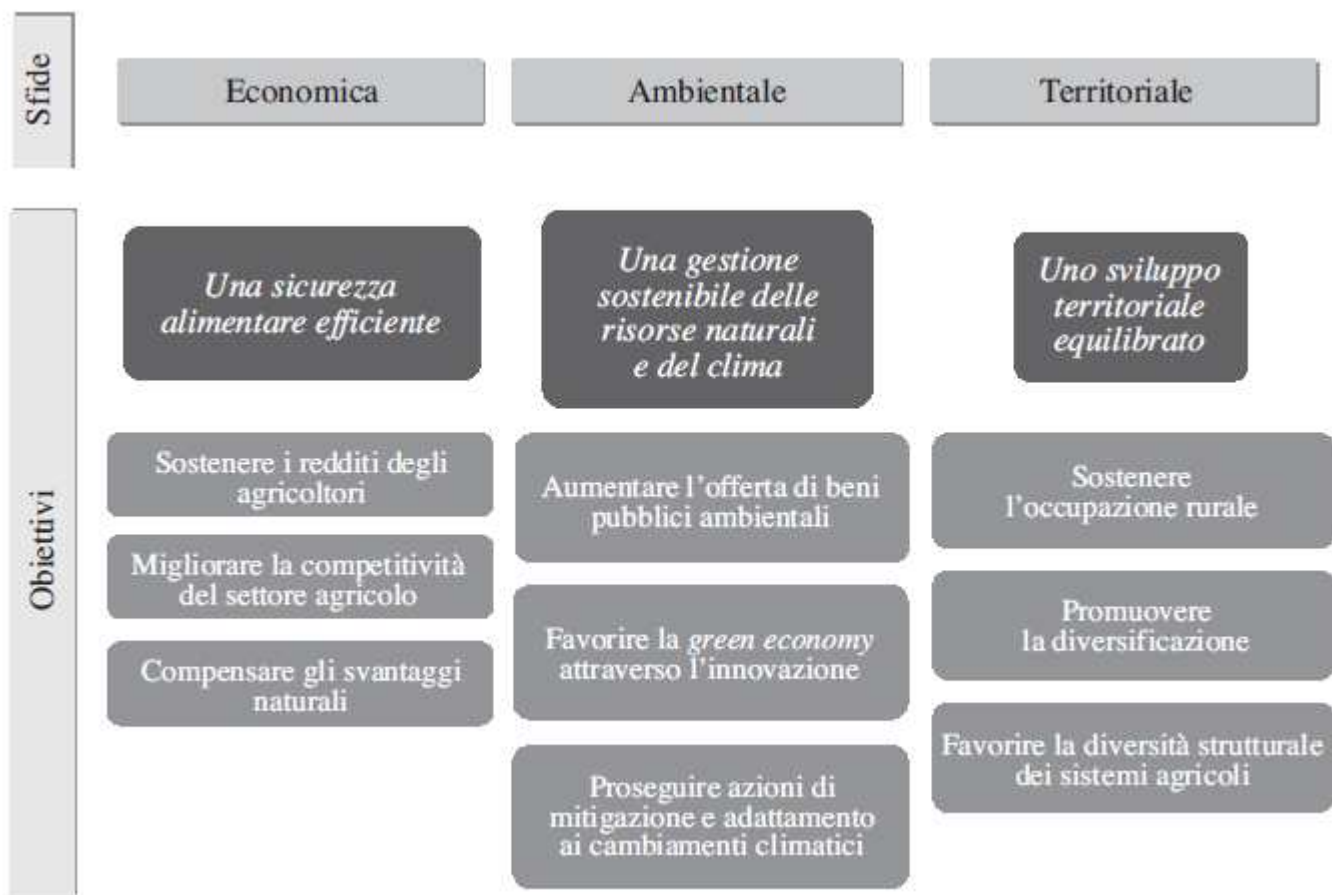 Sfide
Economica
Ambientale
Territoriale
Obiettivi
Una sicurezza
alimentare efficiente
Sostenere i redditi degli
agricoltori
Migliorare la competitività
del settore agricolo
Compensare gli svantaggi
naturali
Una gestione
sostenibile delle
risorse naturali
e del clima
Aumentare l’offerta di beni
pubblici ambientali
Favorire la green economy
attraverso l’innovazione
Proseguire azioni di
mitigazione e adattamento
ai cambiamenti climatici
Uno sviluppo
territoriale
equilibrato
Sostenere
l’occupazione rurale
Promuovere
la diversificazione
Favorire la diversità strutturale
dei sistemi agricoli